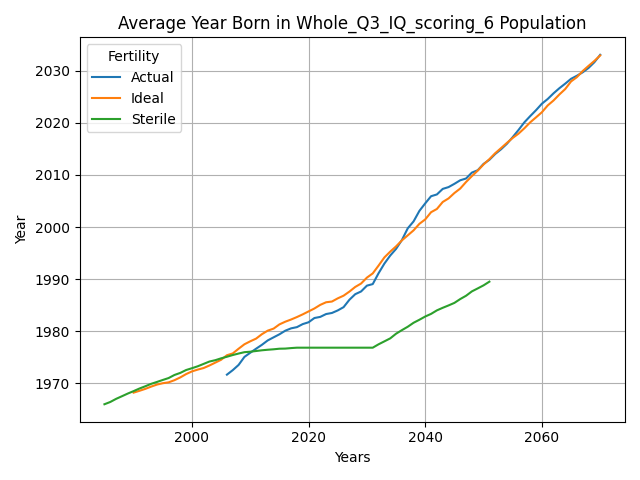 Average Year Born in Whole_Q3_IQ_scoring_6 Population
Fertility
Actual
Ideal
Sterile
2030
2020
2010
2000
1990
1980
1970
Year
2000 2020 2040 2060
Years